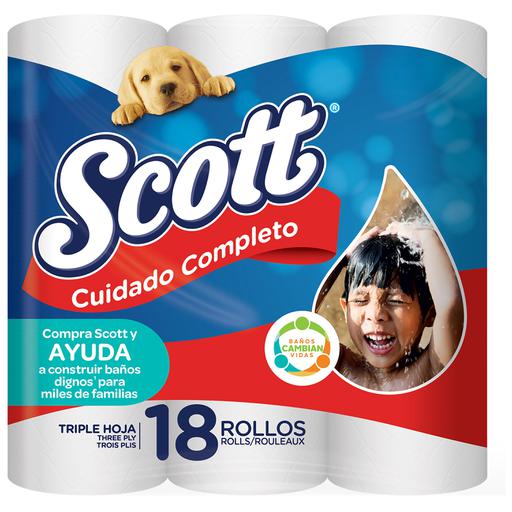 Scott®
Cuidado Completo
Compra Scott y
AYUDA
a construir baños
dignos¹ para
miles de familias
BAÑOS
CAMBIAN
VIDAS
TRIPLE HOJA
THREE PLY
TROIS PLIS
18 ROLLOS
ROLLS/ROULEAUX